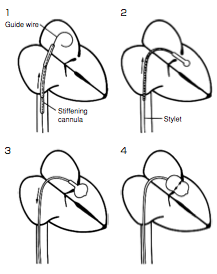 1
Guide wire
Stiffening
cannula
2
Stylet
3
4